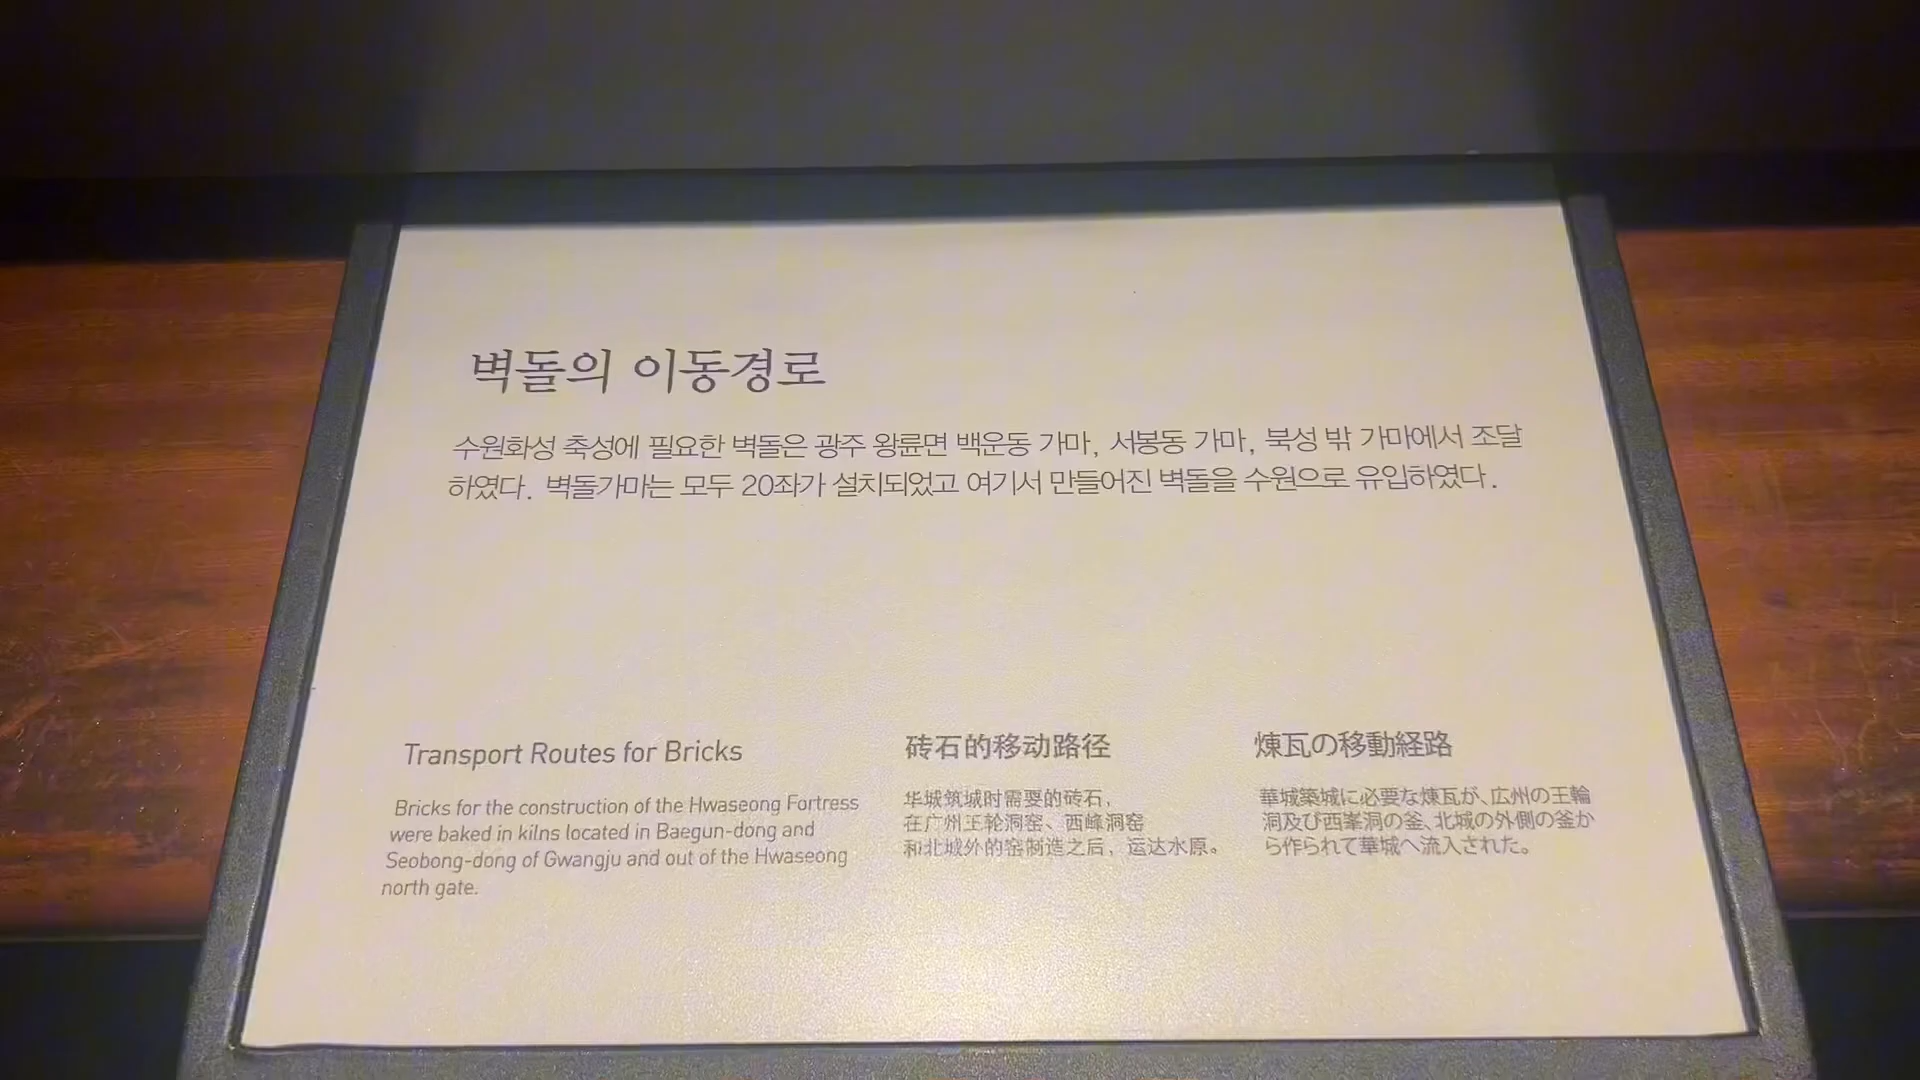 벽돌의 이동경로
수원화성 축성에 필요한 벽돌은 광주 왕륜면 백운동 가마, 서봉동 가마, 북성 밖 가마에서 조달
하였다. 벽돌가마는 모두 20좌가 설치되었고 여기서 만들어진 벽돌을 수원으로 유입하였다.
Transport Routes for Bricks
Bricks for the construction of the Hwaseong Fortress
were baked in kilns located in Baegun-dong and
Seobong-dong of Gwangju and out of the Hwaseong
north gate.
砖石的移动路径
华城筑城时需要的砖石，
在广州王轮洞窑、西峰洞窑
和北城外的窑制造之后，运达水原。
煉瓦の移動経路
華城築城に必要な煉瓦が、広州の王輪
洞及び西峯洞の釜、北城の外側の釜か
ら作られて華城へ流入された。